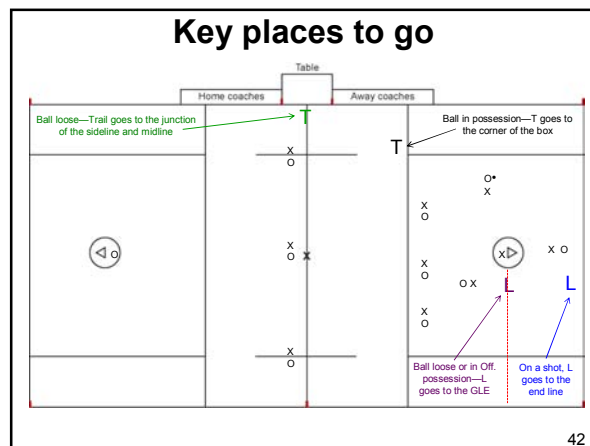 Key places to go
Table
Home coaches
Away coaches
Ball loose—Trail goes to the junction
of the sideline and midline
T
Ball in possession—T goes to
the corner of the box
T
X
O
O•
X
X
O
X
O
X
O
X
X
O
X
X O
O X
L
L
X
O
X
O
Ball loose or in Off.
possession—L
goes to the GLE
On a shot, L
goes to the
end line
42